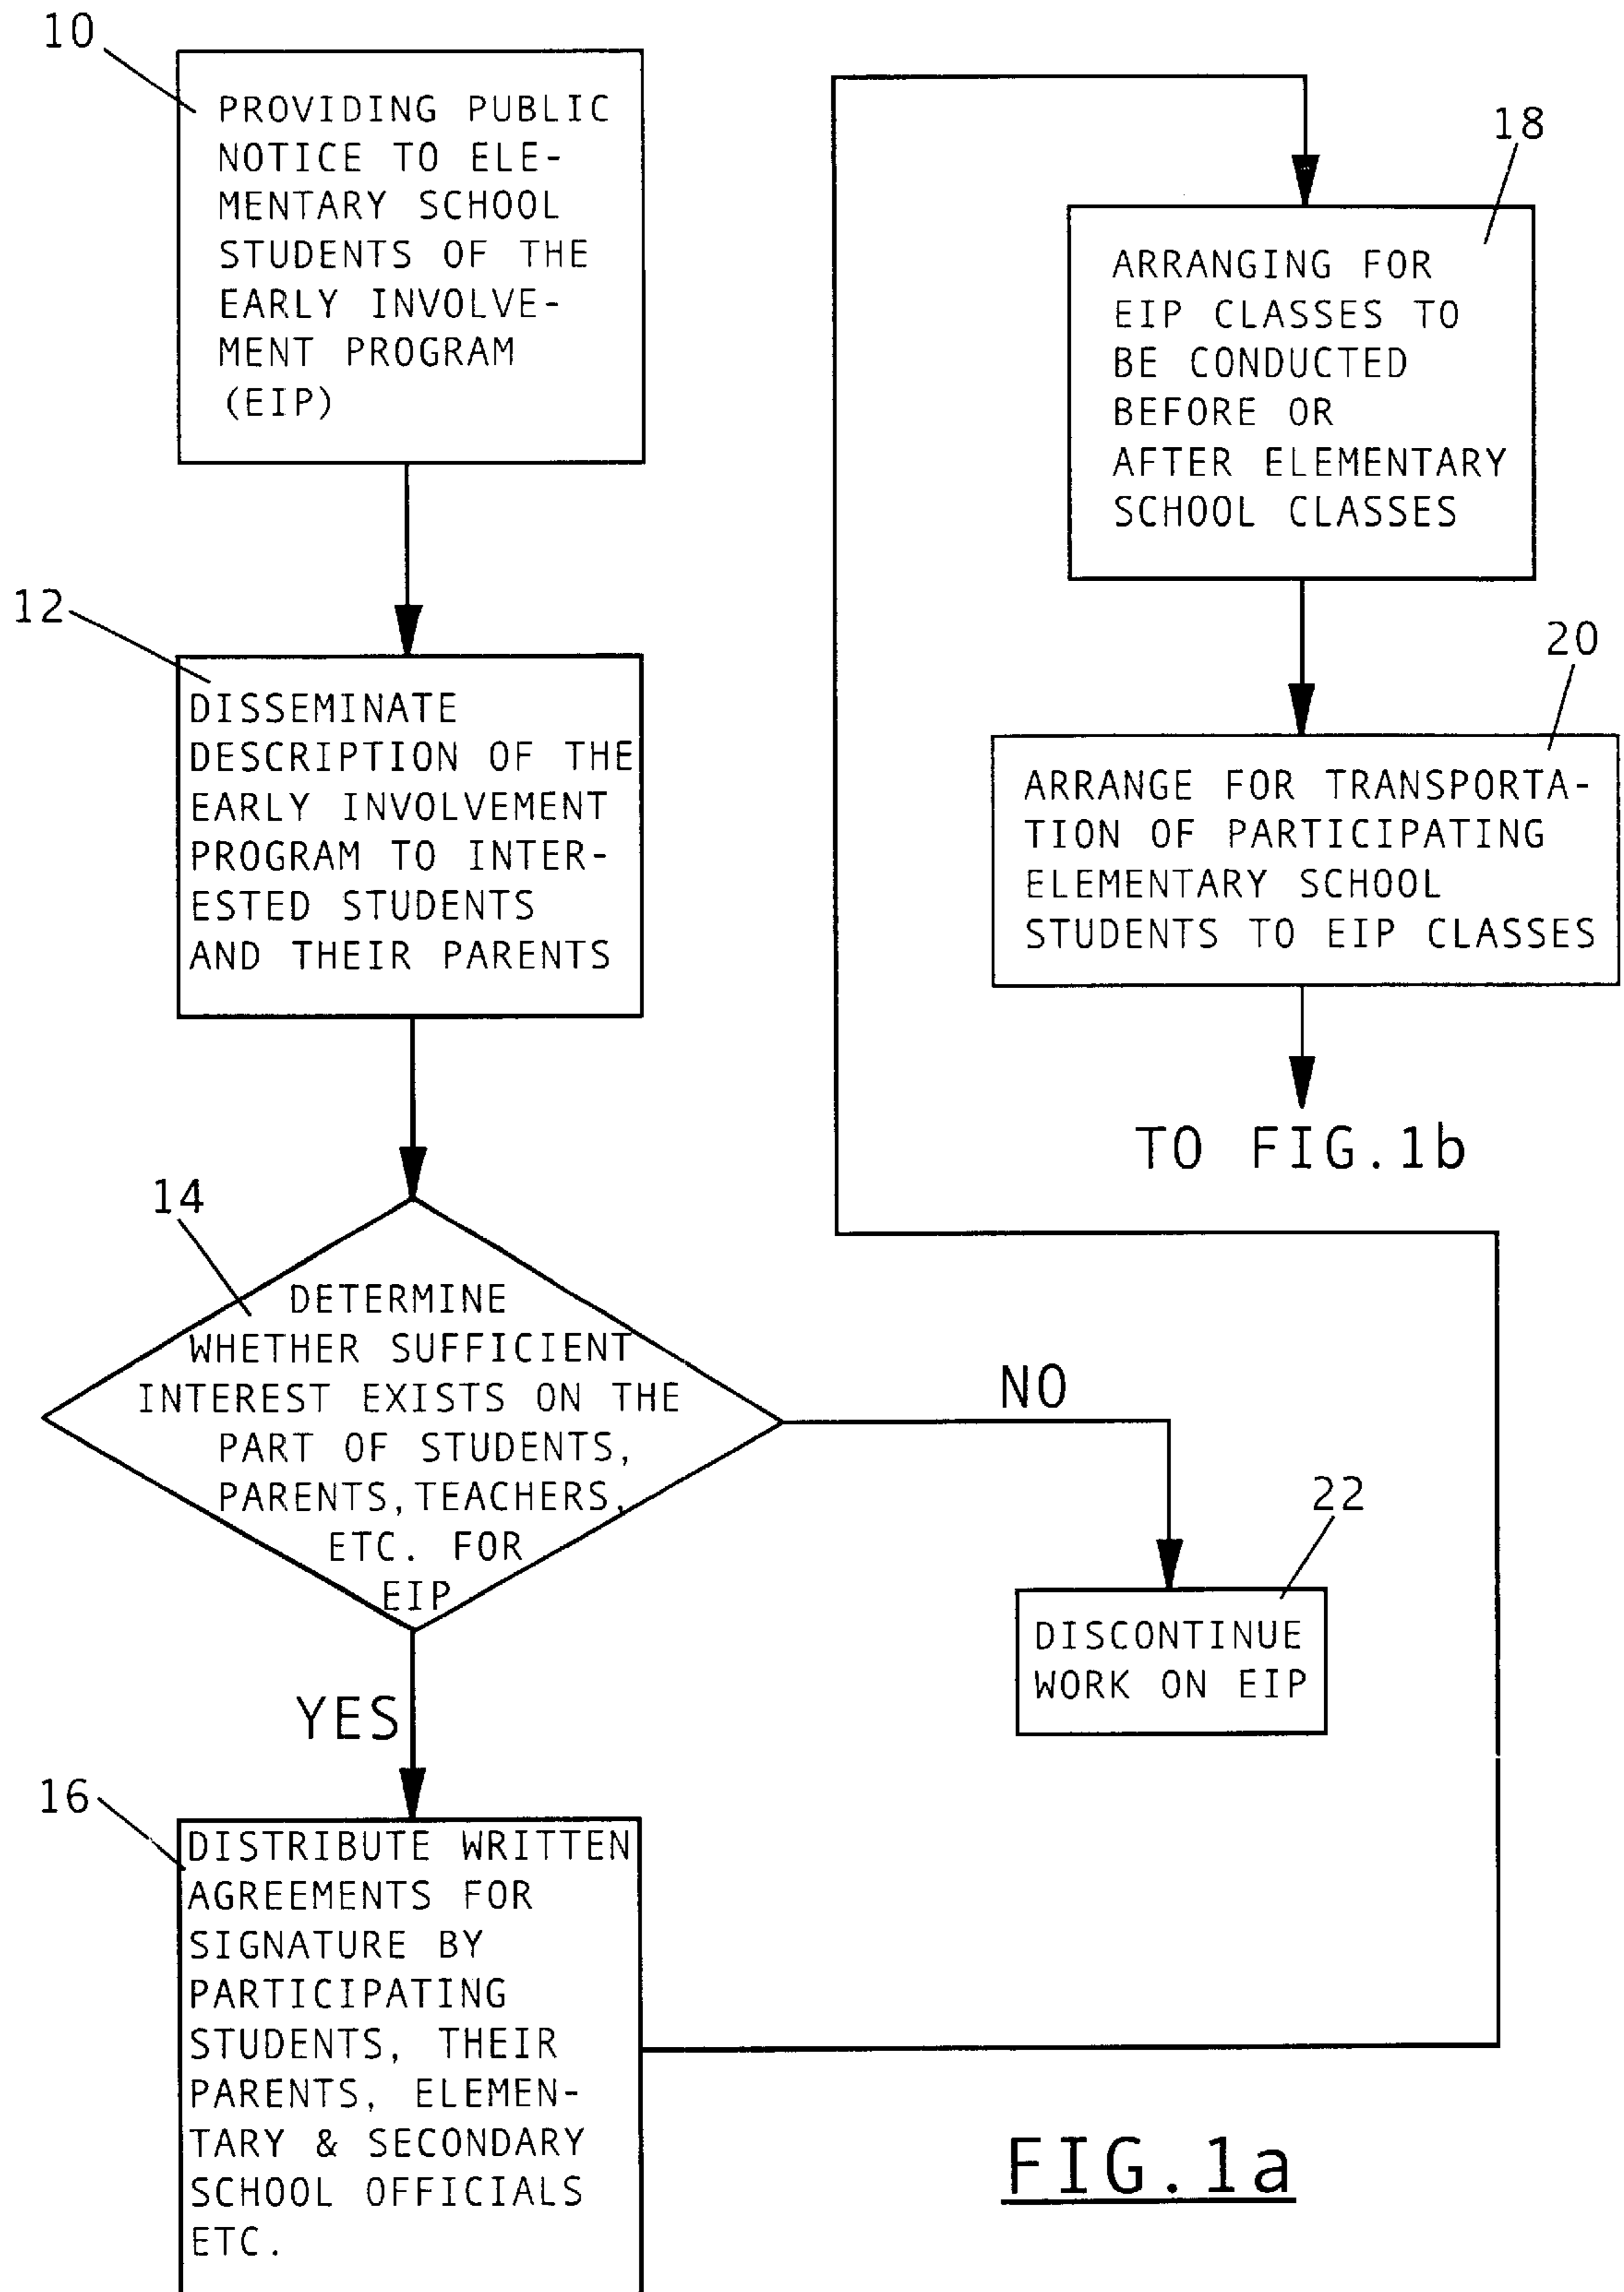 10
PROVIDING PUBLIC
NOTICE TO ELE-
MENTARY SCHOOL
STUDENTS OF THE
EARLY INVOLVE-
MENT PROGRAM
(EIP)
12
DISSEMINATE
DESCRIPTION OF THE
EARLY INVOLVEMENT
PROGRAM TO INTER-
ESTED STUDENTS
AND THEIR PARENTS
14
DETERMINE
WHETHER SUFFICIENT
INTEREST EXISTS ON THE
PART OF STUDENTS,
PARENTS, TEACHERS,
ETC. FOR
EIP
YES
NO
16
DISTRIBUTE WRITTEN
AGREEMENTS FOR
SIGNATURE BY
PARTICIPATING
STUDENTS, THEIR
PARENTS, ELEMEN-
TARY & SECONDARY
SCHOOL OFFICIALS
ETC.
18
ARRANGING FOR
EIP CLASSES TO
BE CONDUCTED
BEFORE OR
AFTER ELEMENTARY
SCHOOL CLASSES
20
ARRANGE FOR TRANSPORTA-
TION OF PARTICIPATING
ELEMENTARY SCHOOL
STUDENTS TO EIP CLASSES
TO FIG.1b
22
DISCONTINUE
WORK ON EIP
FIG.1a